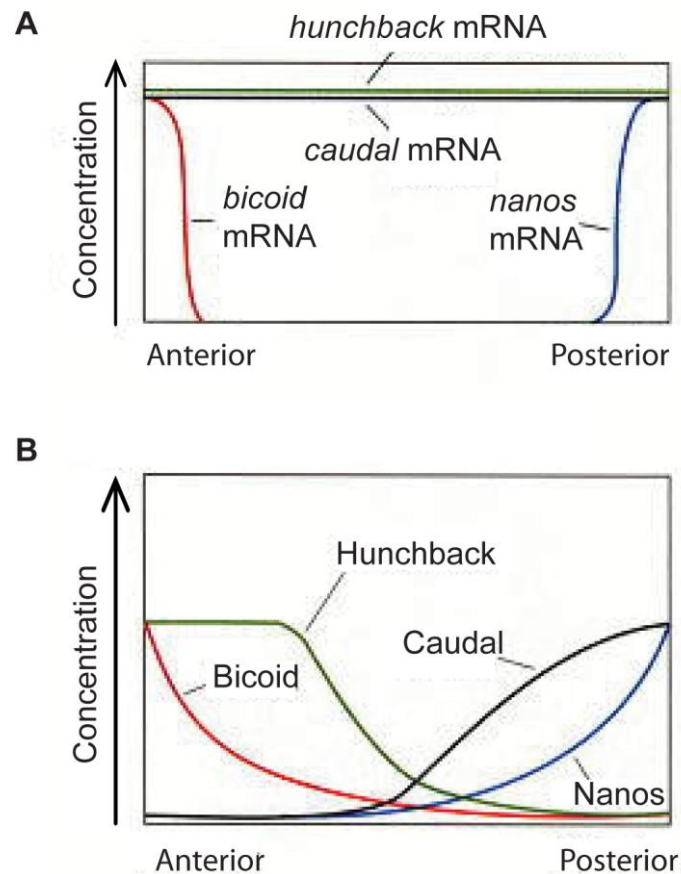 A
hunchback mRNA
caudal mRNA
bicoid
mRNA
nanos
mRNA
Concentration
Anterior
Posterior
B
Hunchback
Caudal
Bicoid
Nanos
Concentration
Anterior
Posterior